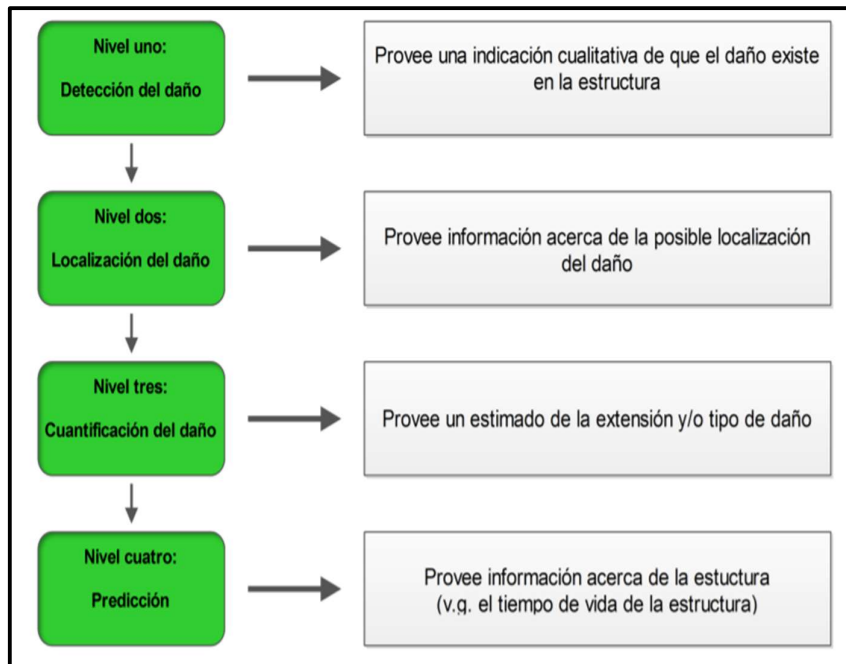 Nivel uno:
Detección del daño
Provee una indicación cualitativa de que el daño existe
en la estructura
Nivel dos:
Localización del daño
Provee información acerca de la posible localización
del daño
Nivel tres:
Cuantificación del daño
Provee un estimado de la extensión y/o tipo de daño
Nivel cuatro:
Predicción
Provee información acerca de la estuctura
(v.g. el tiempo de vida de la estructura)